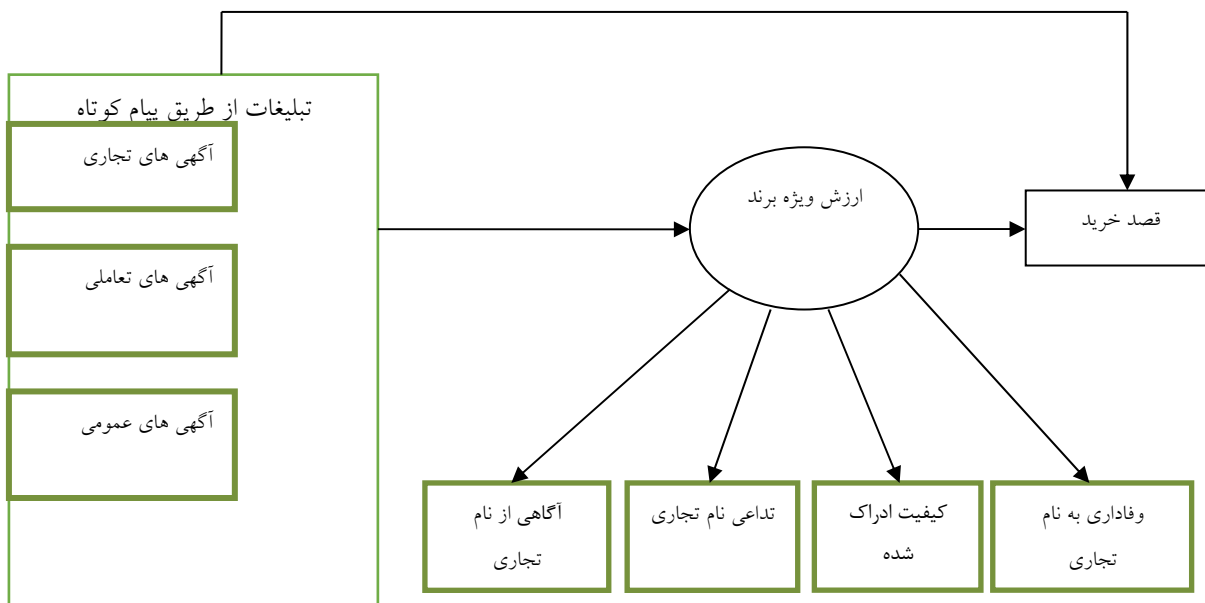 تبلیغات از طریق پیام کوتاه
آگهی های تجاری
آگهی های تعاملی
آگهی های عمومی
ارزش ویژه برند
قصد خرید
وفاداری به نام
تجاری
کیفیت ادراک
شده
تداعی نام تجاری
آگاهی از نام
تجاری